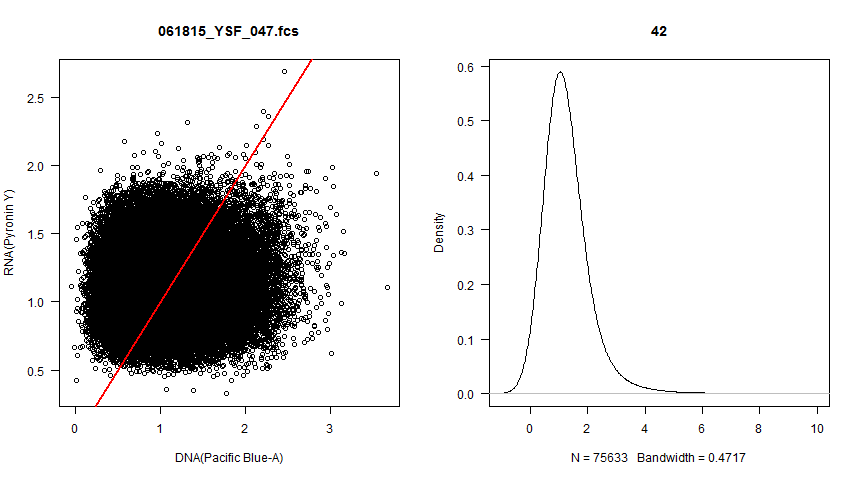 061815_YSF_047.fcs
RNA(Pyronin Y)
2.5
2.0
1.5
1.0
0.5
0 1 2 3
DNA(Pacific Blue-A)
42
Density
0.6
0.5
0.4
0.3
0.2
0.1
0.0
0 2 4 6 8 10
N = 75633 Bandwidth = 0.4717